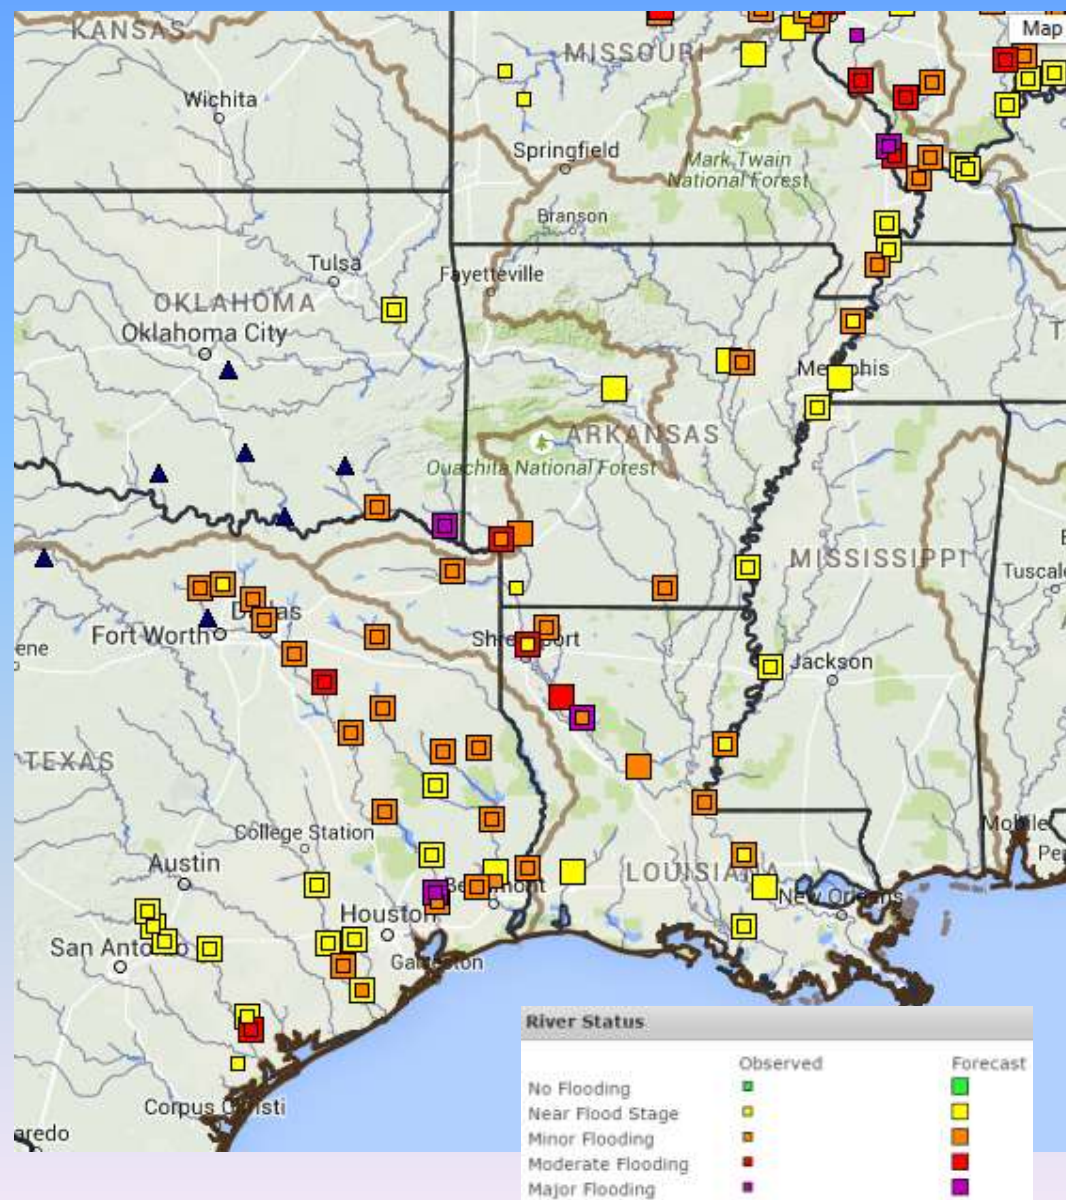 KANSAS
Map
MISSOURI
Wichita
Springfield
Mark Twain
National Forest
Branson
Tulsa
Fayetteville
OKLAHOMA
Oklahoma City
T
Memphis
ARKANSAS
Ouachita National Forest
MISSISSIPPI
Tuscal
Dallas
Fort Worth
ene
Shreveport
Jackson
TEXAS
College Station
Mobile
Austin
Pe
LOUISIANA
Beaumont
New Orleans
Houston
San Antonio
Galveston
River Status
Observed Forecast
No Flooding
Near Flood Stage
Minor Flooding
Moderate Flooding
Major Flooding
Corpus Christi
aredo